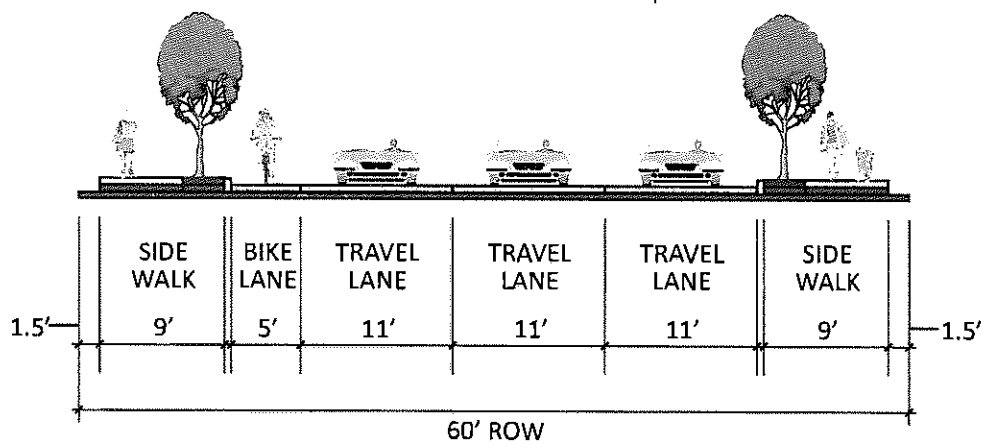 SIDE
WALK
BIKE
LANE
TRAVEL
LANE
TRAVEL
LANE
TRAVEL
LANE
SIDE
WALK
1.5' 9' 5' 11' 11' 11' 9' 1.5'
60' ROW